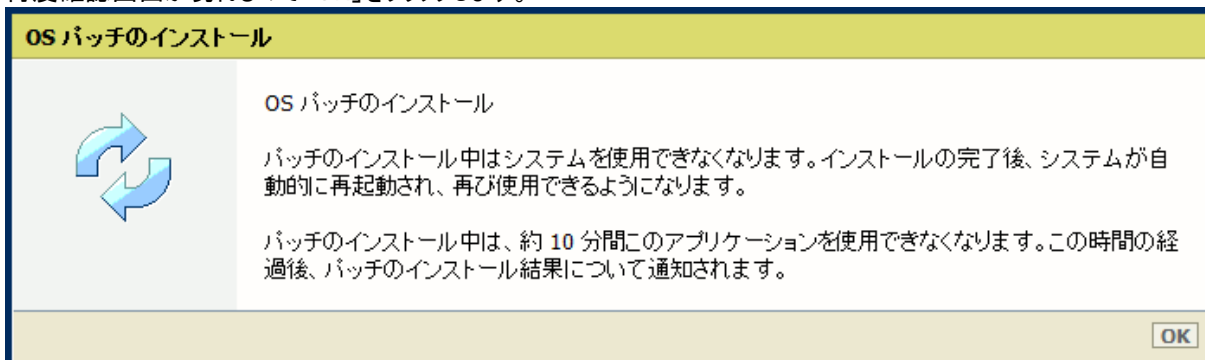 OS パッチのインストール
OS パッチのインストール
パッチのインストール中はシステムを使用できなくなります。インストールの完了後、システムが自
動的に再起動され、再び使用できるようになります。
パッチのインストール中は、約 10 分間このアプリケーションを使用できなくなります。この時間の経
過後、パッチのインストール結果について通知されます。
OK